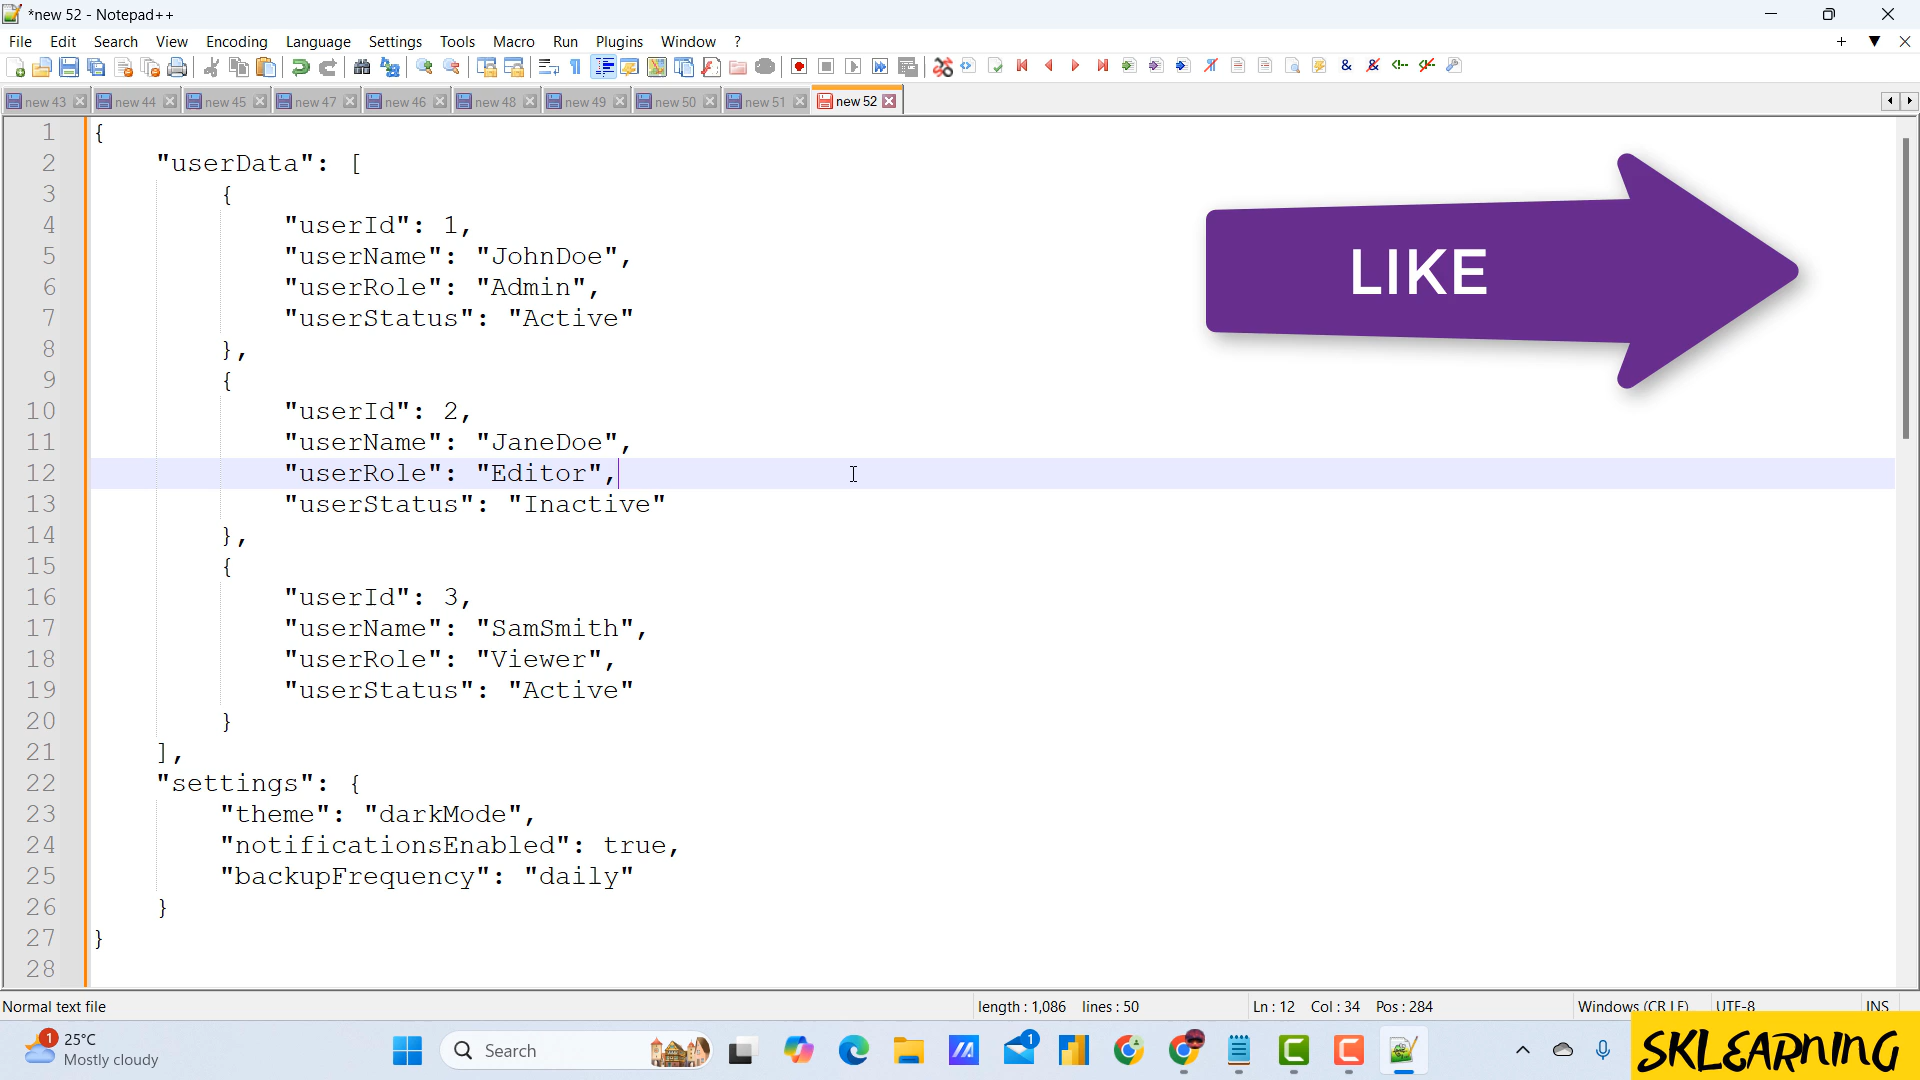 *new 52 - Notepad++
File Edit Search View Encoding Language Settings Tools Macro Run Plugins Window ?
new 43 new 44 new 45 new 47 new 46 new 48 new 49 new 50 new 51 new 52
1 {
2 "userData": [
3 {
4 "userId": 1,
5 "userName": "JohnDoe",
6 "userRole": "Admin",
7 "userStatus": "Active"
8 },
9 {
10 "userId": 2,
11 "userName": "JaneDoe",
12 "userRole": "Editor",
13 "userStatus": "Inactive"
14 },
15 {
16 "userId": 3,
17 "userName": "SamSmith",
18 "userRole": "Viewer",
19 "userStatus": "Active"
20 }
21 ],
22 "settings": {
23 "theme": "darkMode",
24 "notificationsEnabled": true,
25 "backupFrequency": "daily"
26 }
27 }
28
LIKE
Normal text file length : 1,086 lines : 50 Ln : 12 Col : 34 Pos : 284 Windows (CR LF) UTF-8 INS
1 25°C
Mostly cloudy
Search
1
SKLEARNING